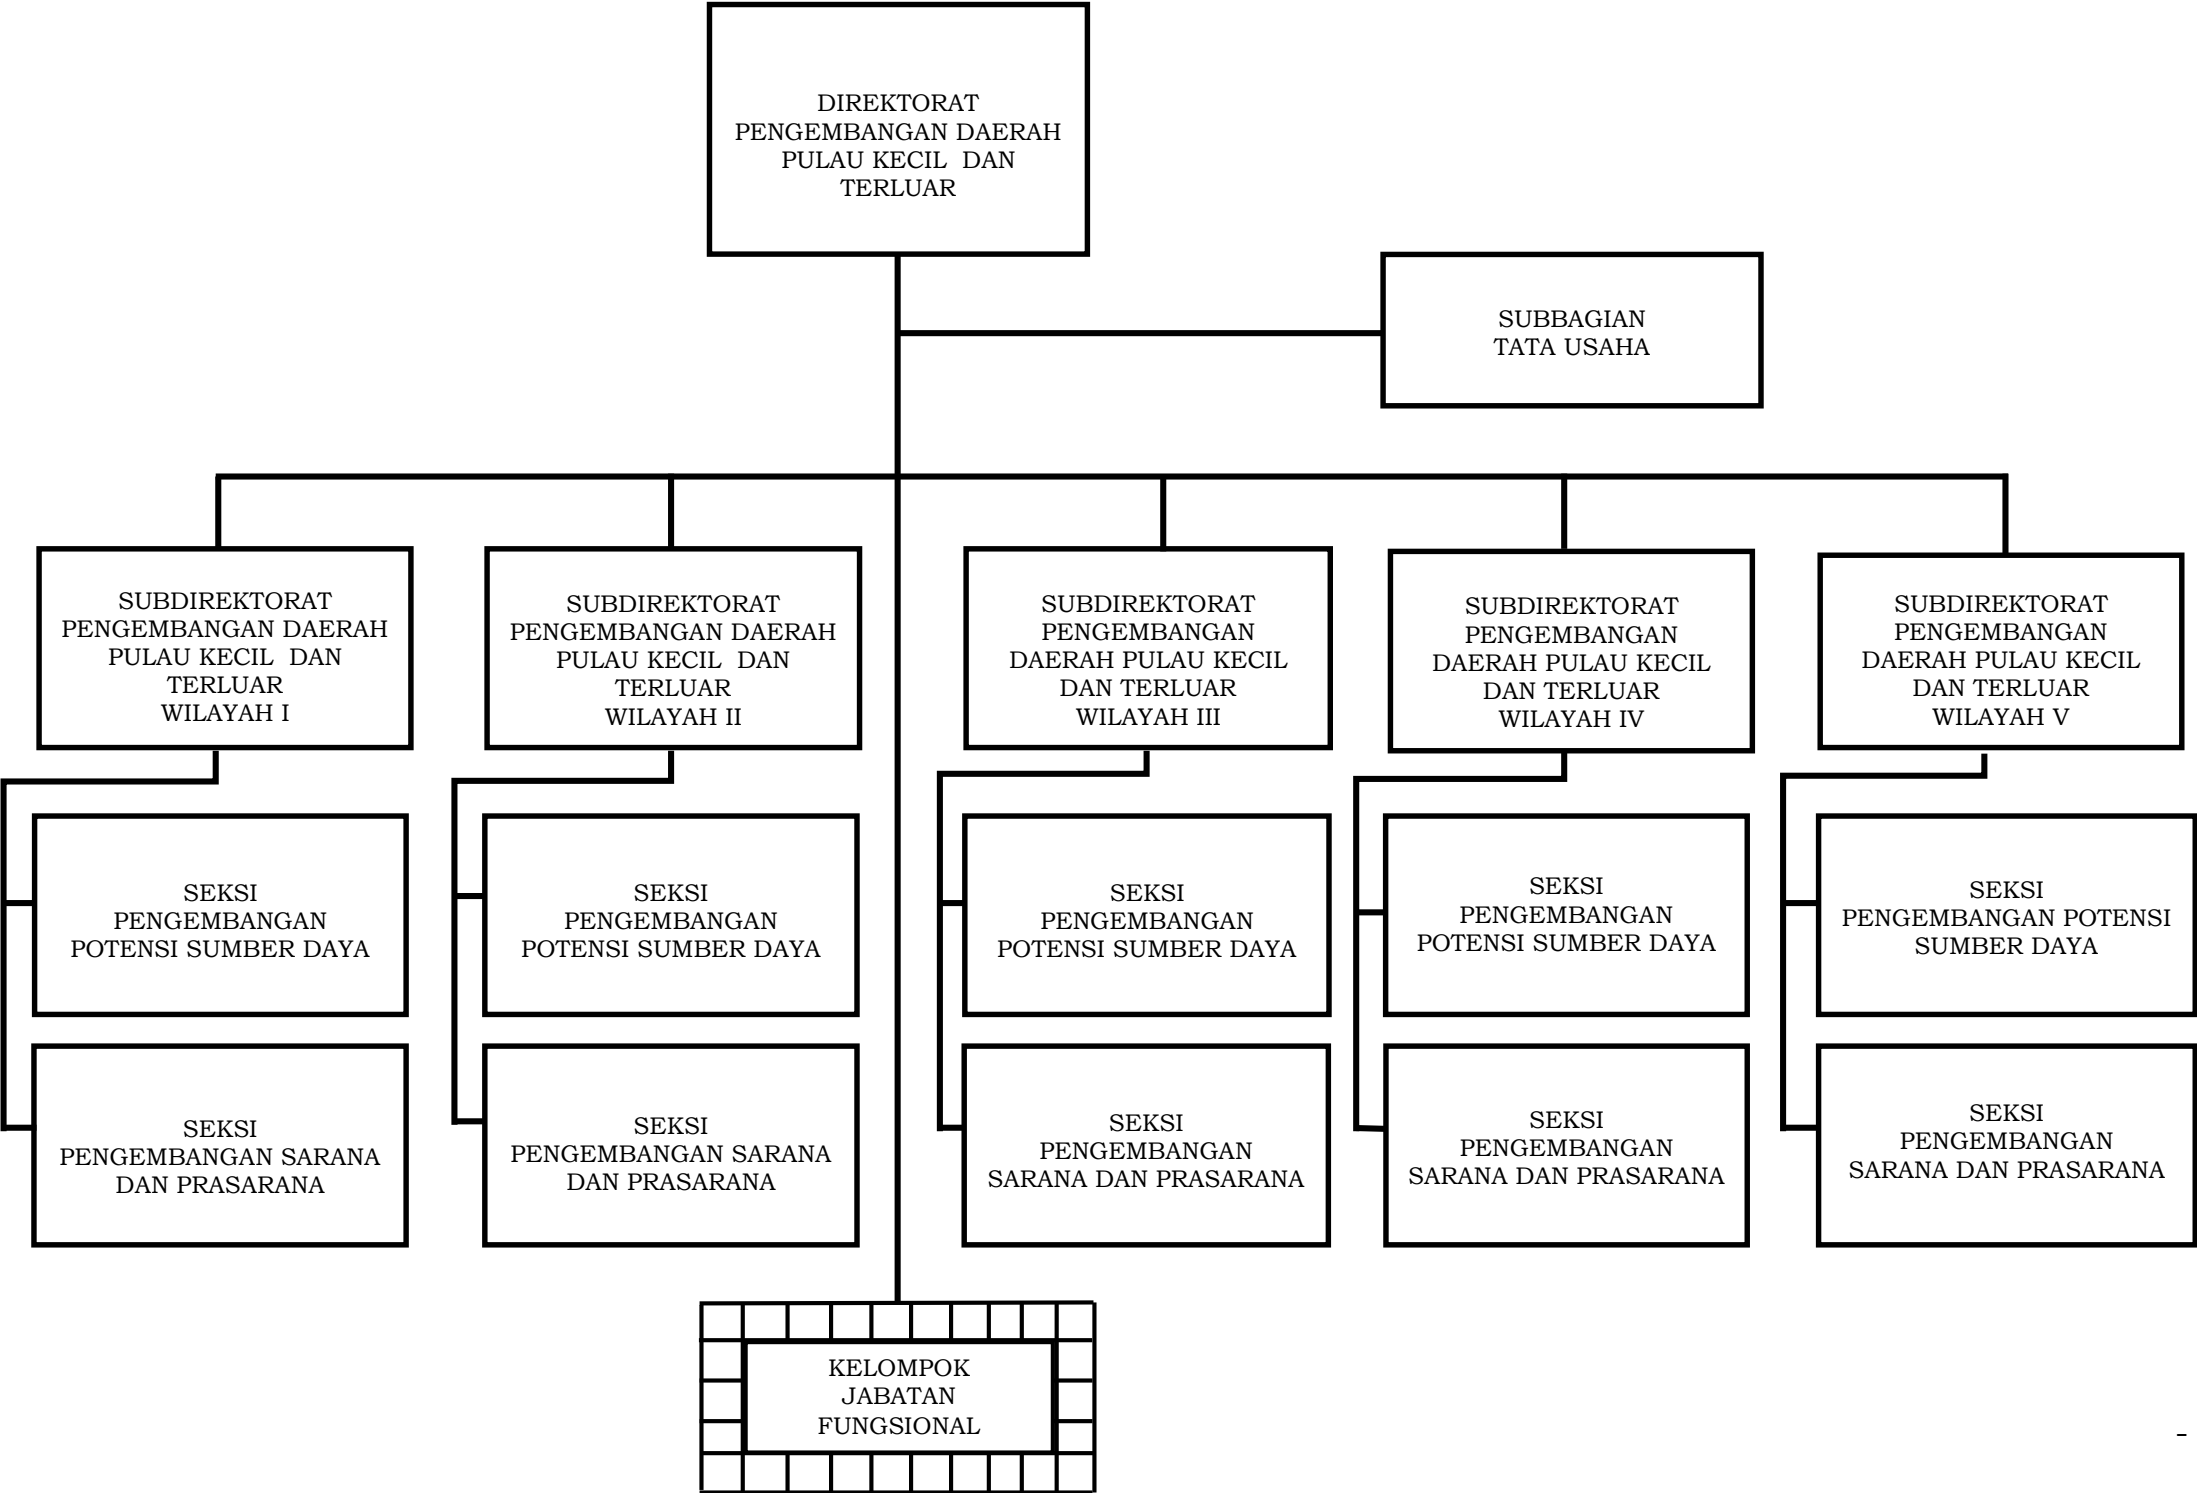 DIREKTORAT
PENGEMBANGAN DAERAH
PULAU KECIL  DAN
TERLUAR
SUBBAGIAN
TATA USAHA
SUBDIREKTORAT
PENGEMBANGAN DAERAH
PULAU KECIL  DAN
TERLUAR
WILAYAH I
SUBDIREKTORAT
PENGEMBANGAN DAERAH
PULAU KECIL  DAN
TERLUAR
WILAYAH II
SUBDIREKTORAT
PENGEMBANGAN
DAERAH PULAU KECIL
DAN TERLUAR
WILAYAH III
SUBDIREKTORAT
PENGEMBANGAN
DAERAH PULAU KECIL
DAN TERLUAR
WILAYAH IV
SUBDIREKTORAT
PENGEMBANGAN
DAERAH PULAU KECIL
DAN TERLUAR
WILAYAH V
SEKSI
PENGEMBANGAN
POTENSI SUMBER DAYA
SEKSI
PENGEMBANGAN
POTENSI SUMBER DAYA
SEKSI
PENGEMBANGAN
POTENSI SUMBER DAYA
SEKSI
PENGEMBANGAN
POTENSI SUMBER DAYA
SEKSI
PENGEMBANGAN POTENSI
SUMBER DAYA
SEKSI
PENGEMBANGAN SARANA
DAN PRASARANA
SEKSI
PENGEMBANGAN SARANA
DAN PRASARANA
SEKSI
PENGEMBANGAN
SARANA DAN PRASARANA
SEKSI
PENGEMBANGAN
SARANA DAN PRASARANA
SEKSI
PENGEMBANGAN
SARANA DAN PRASARANA
KELOMPOK
JABATAN
FUNGSIONAL
-